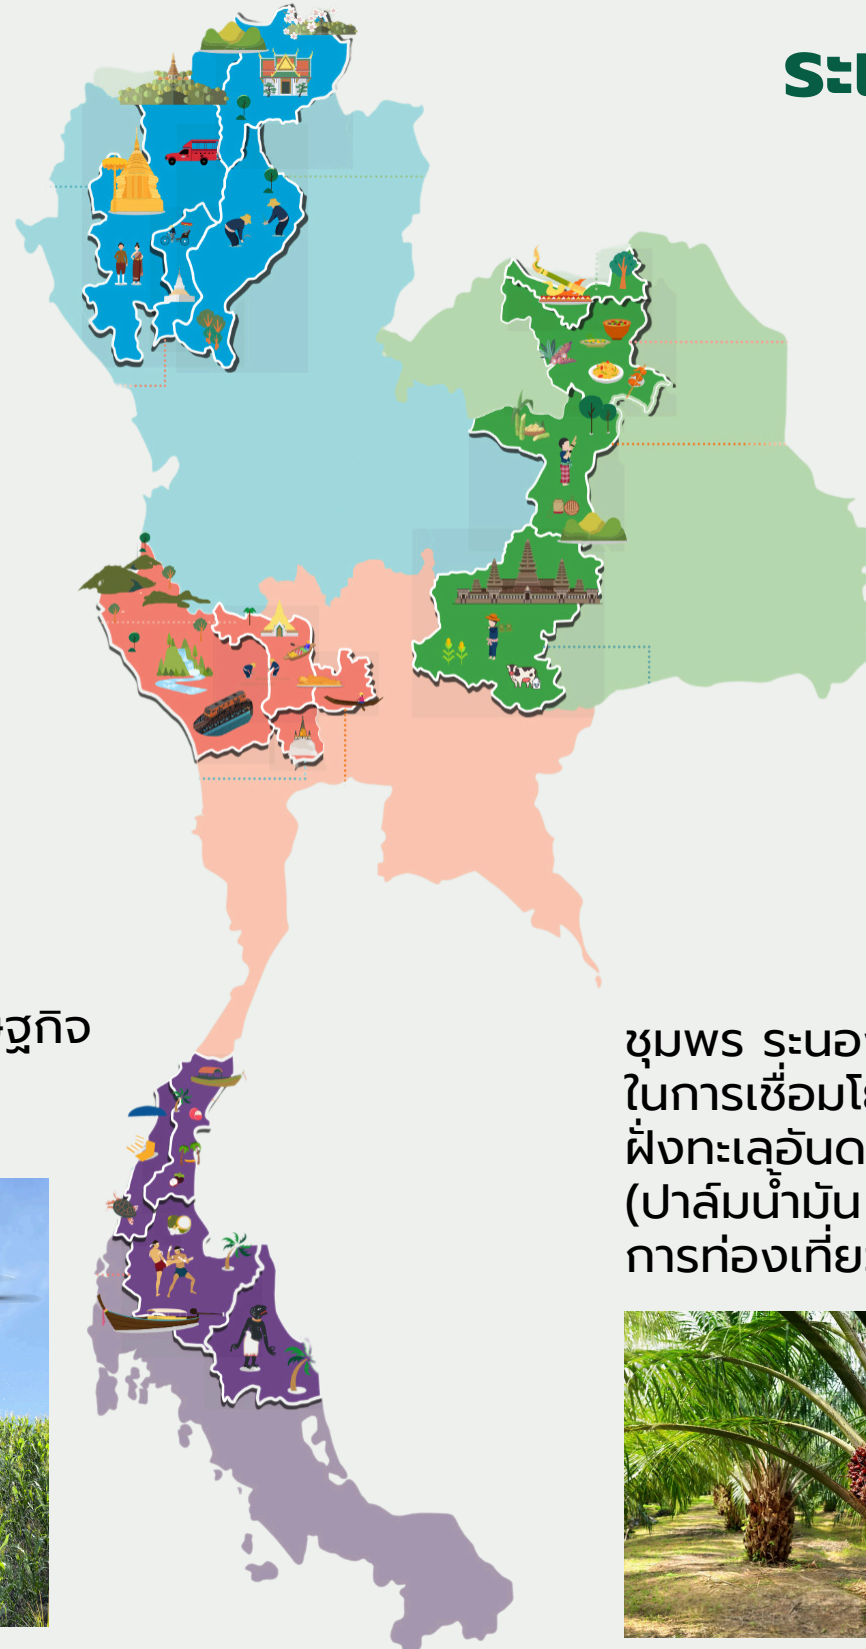 ชุมพร ระนอ
ในการเชื่อมโ
ฝั่งทะเลอันด
(ปาล์มน้ำมัน
การท่องเที่ย
ฐกิจ